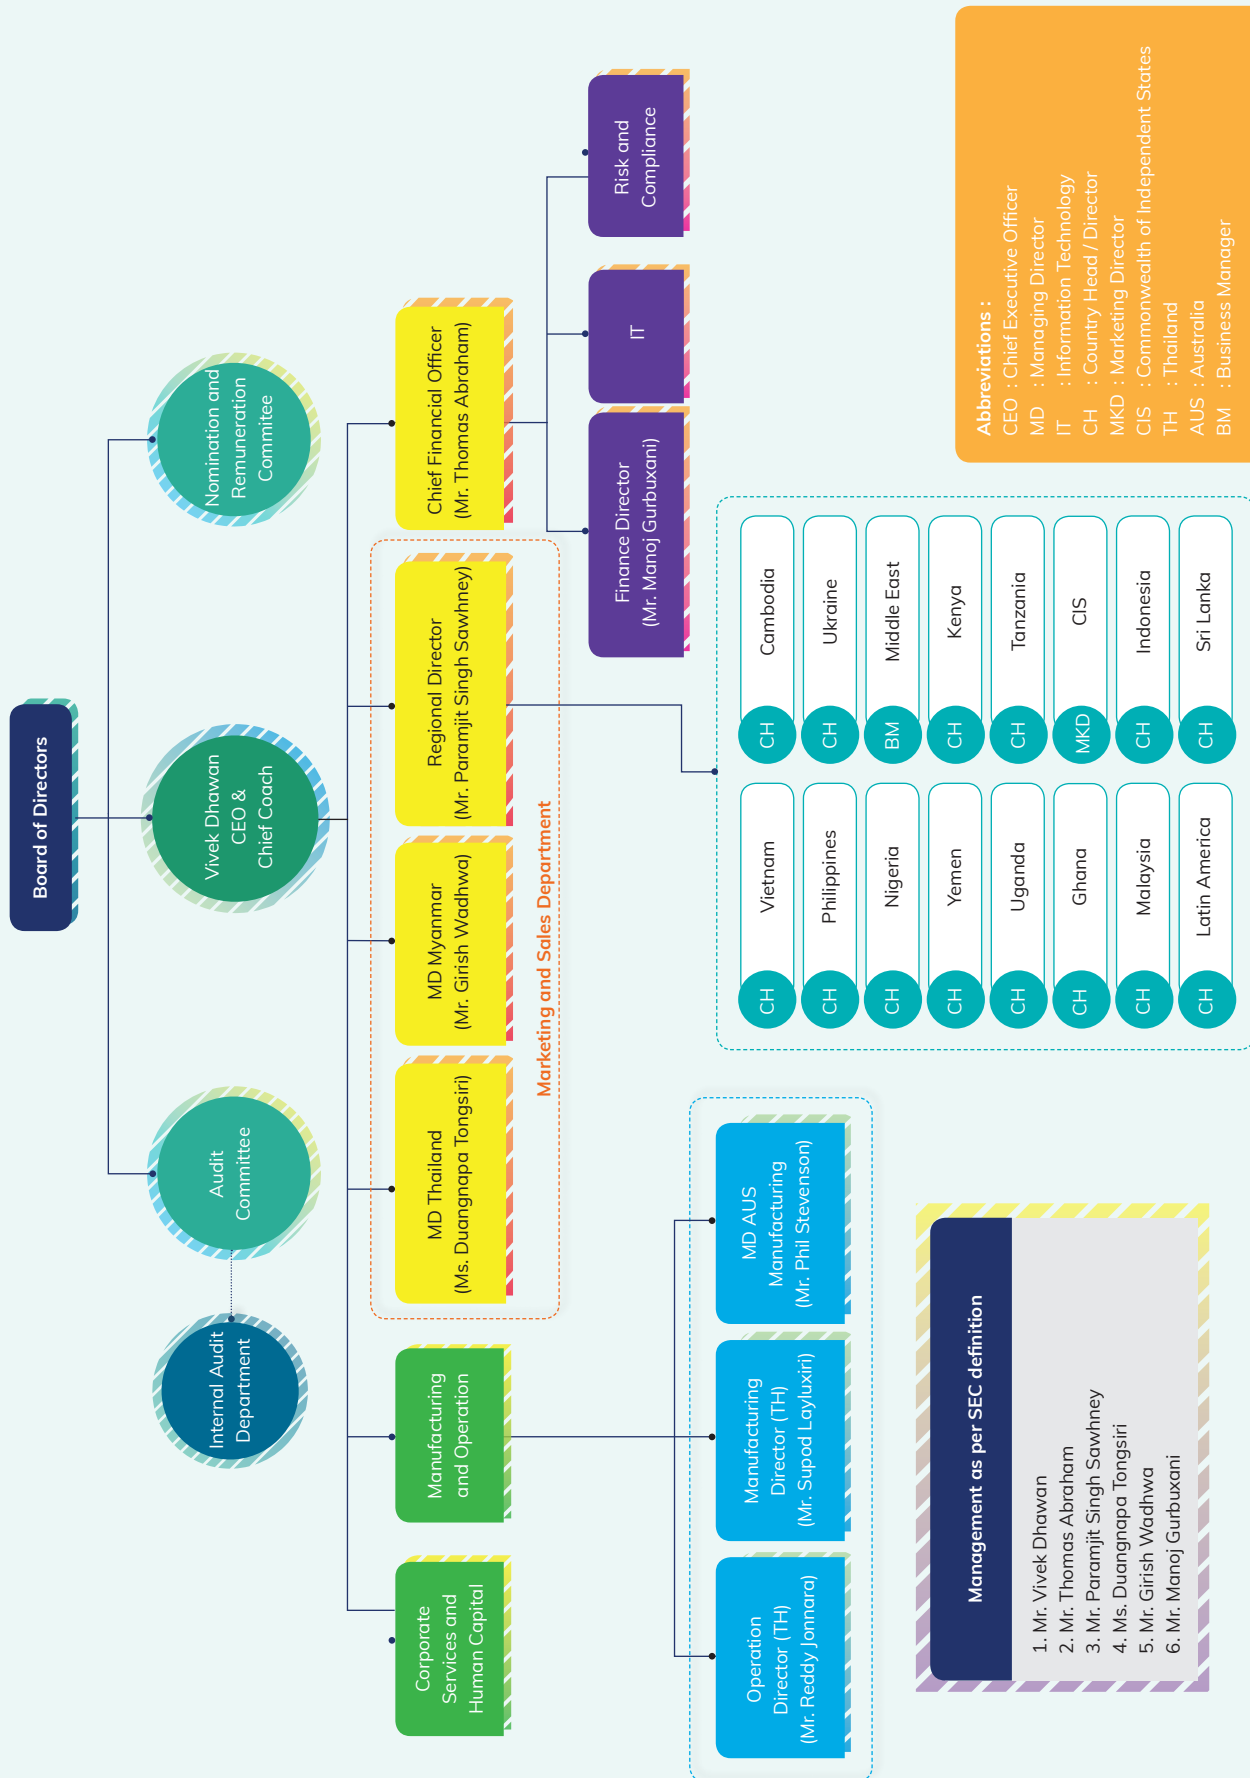 Board of Directors
Internal Audit
Department
Audit
Committee
Vivek Dhawan
CEO &
Chief Coach
Nomination and
Remuneration
Commitee
Corporate
Services and
Human Capital
Manufacturing
and Operation
MD Thailand
(Ms. Duangnapa Tongsiri)
MD Myanmar
(Mr. Girish Wadhwa)
Regional Director
(Mr. Paramjit Singh Sawhney)
Chief Financial Officer
(Mr. Thomas Abraham)
Marketing and Sales Department
Finance Director
(Mr. Manoj Gurbuxani)
IT
Risk and
Compliance
Operation
Director (TH)
(Mr. Reddy Jonnara)
Manufacturing
Director (TH)
(Mr. Supod Layluxiri)
MD AUS
Manufacturing
(Mr. Phil Stevenson)
CH Vietnam
CH Cambodia
CH Philippines
CH Ukraine
CH Nigeria
BM Middle East
CH Yemen
CH Kenya
CH Uganda
CH Tanzania
CH Ghana
MKD CIS
CH Malaysia
CH Indonesia
CH Latin America
CH Sri Lanka
Management as per SEC definition
1. Mr. Vivek Dhawan
2. Mr. Thomas Abraham
3. Mr. Paramjit Singh Sawhney
4. Ms. Duangnapa Tongsiri
5. Mr. Girish Wadhwa
6. Mr. Manoj Gurbuxani
Abbreviations :
CEO : Chief Executive Officer
MD : Managing Director
IT : Information Technology
CH : Country Head / Director
MKD : Marketing Director
CIS : Commonwealth of Independent States
TH : Thailand
AUS : Australia
BM : Business Manager